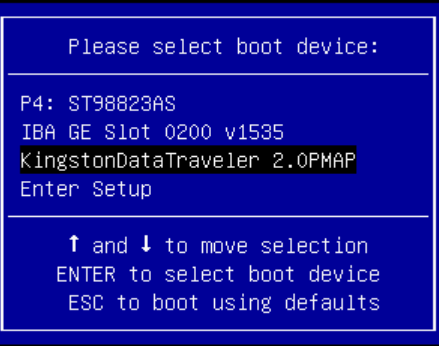 Please select boot device:
P4: ST98823AS
IBA GE Slot 0200 v1535
KingstonDataTraveler 2.0PMAP
Enter Setup
↑ and ↓ to move selection
ENTER to select boot device
ESC to boot using defaults